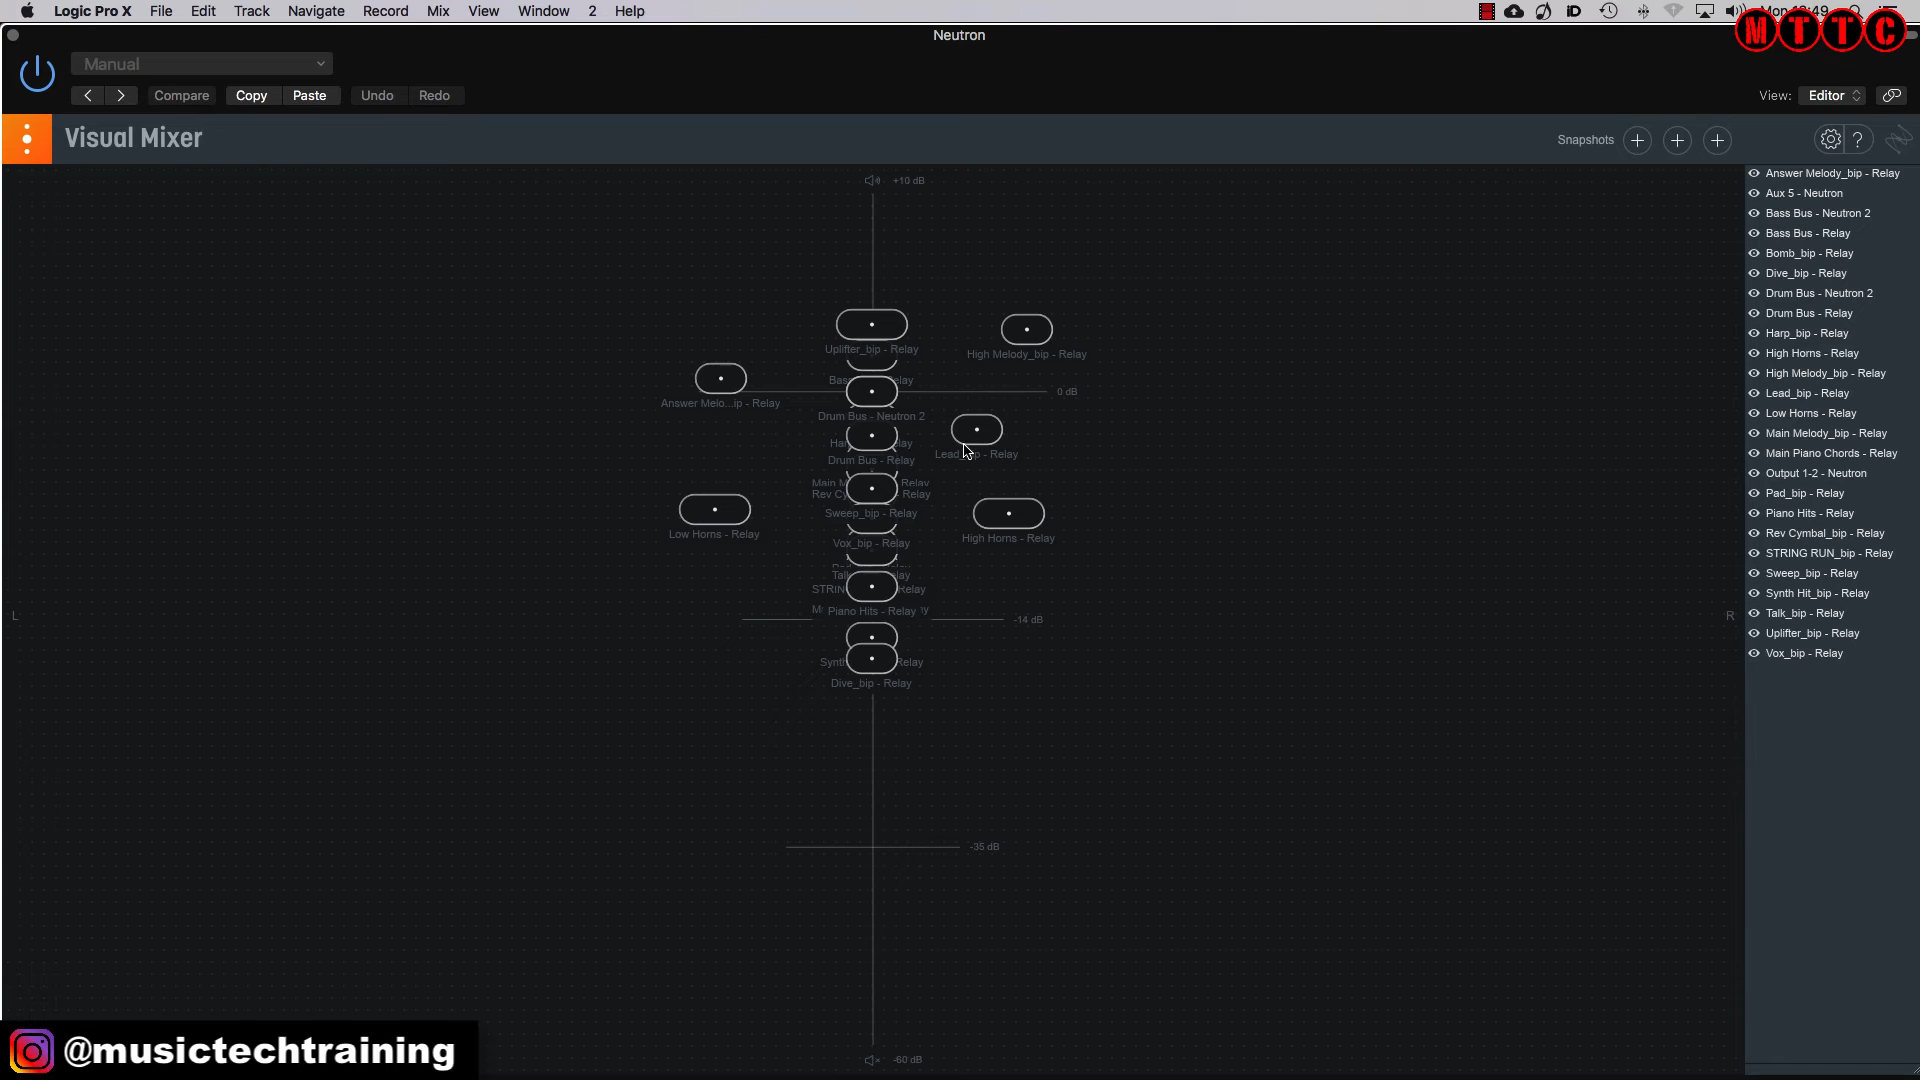 Logic Pro X File Edit Track Navigate Record Mix View Window 2 Help
iD
MTTC
Neutron
Manual
Compare Copy Paste Undo Redo
View: Editor
Visual Mixer
Snapshots
?
+10 dB
Uplifter_bip - Relay
High Melody_bip - Relay
Answer Melo...ip - Relay
0 dB
Drum Bus - Neutron 2
Drum Bus - Relay
Lead_bip - Relay
Sweep_bip - Relay
Low Horns - Relay
High Horns - Relay
Vox_bip - Relay
Piano Hits - Relay
L
R
-14 dB
Dive_bip - Relay
-35 dB
-60 dB
Answer Melody_bip - Relay
Aux 5 - Neutron
Bass Bus - Neutron 2
Bass Bus - Relay
Bomb_bip - Relay
Dive_bip - Relay
Drum Bus - Neutron 2
Drum Bus - Relay
Harp_bip - Relay
High Horns - Relay
High Melody_bip - Relay
Lead_bip - Relay
Low Horns - Relay
Main Melody_bip - Relay
Main Piano Chords - Relay
Output 1-2 - Neutron
Pad_bip - Relay
Piano Hits - Relay
Rev Cymbal_bip - Relay
STRING RUN_bip - Relay
Sweep_bip - Relay
Synth Hit_bip - Relay
Talk_bip - Relay
Uplifter_bip - Relay
Vox_bip - Relay
@musictechtraining